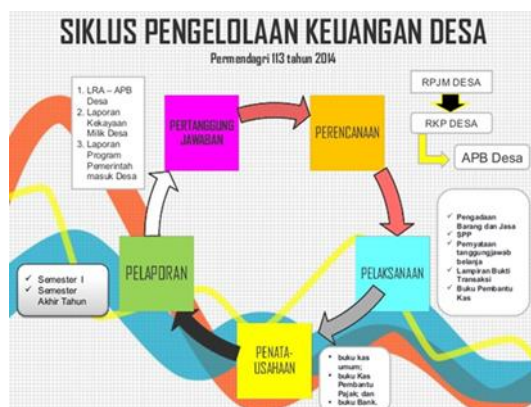 SIKLUS PENGELOLAAN KEUANGAN DESA
Permendagri 113 tahun 2014
1. LRA – APB
Desa
2. Laporan
Kekayaan
Milik Desa
3. Laporan
Program
Pemerintah
masuk Desa
PERTANGGUNG
JAWABAN
PERENCANAAN
RPJM DESA
RKP DESA
APB Desa
✓ Pengadaan
Barang dan Jasa
✓ SPP
✓ Pernyataan
tanggungjawab
belanja
✓ Lampiran Bukti
Transaksi
✓ Buku Pembantu
Kas
PELAKSANAAN
PELAPORAN
✓ Semester I
✓ Semester
Akhir Tahun
PENATA-
USAHAAN
• buku kas
umum;
• buku Kas
Pembantu
Pajak; dan
• buku Bank.